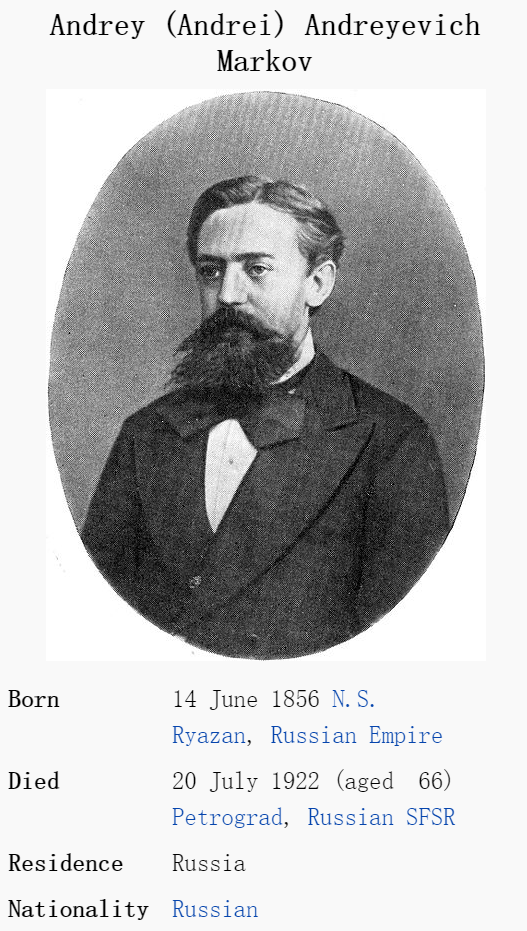 Andrey (Andrei) Andreyevich
Markov
Born 14 June 1856 N.S.
Ryazan, Russian Empire
Died 20 July 1922 (aged 66)
Petrograd, Russian SFSR
Residence Russia
Nationality Russian